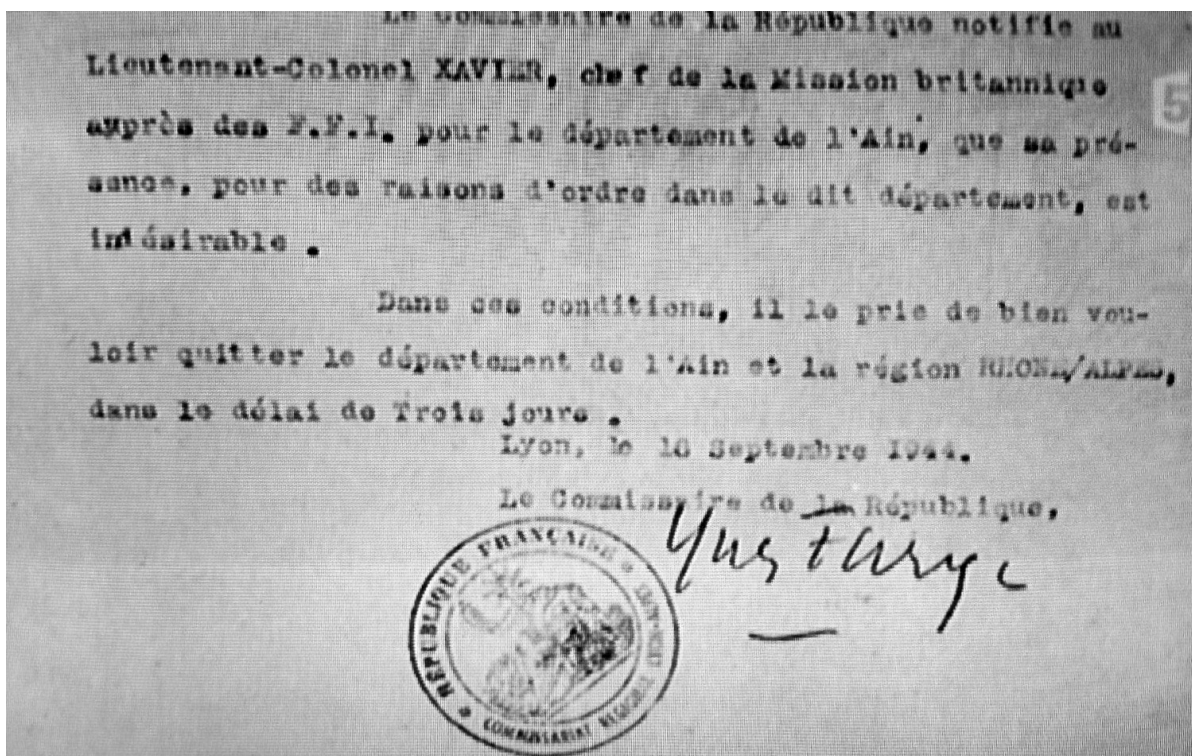 Le Commissaire de la République notifie au
Lieutenant-Colonel XAVIER, chef de la Mission britannique
auprès des F.F.I. pour le département de l'Ain, que sa pré-
sence, pour des raisons d'ordre dans le dit département, est
indésirable .
Dans ces conditions, il le prie de bien vou-
loir quitter le département de l'Ain et la région RHONE/ALPES,
dans le délai de Trois jours .
Lyon, le 16 Septembre 1944.
Le Commissaire de la République,
Yves Farge
RÉPUBLIQUE FRANÇAISE
COMMISSARIAT RÉGIONAL
5